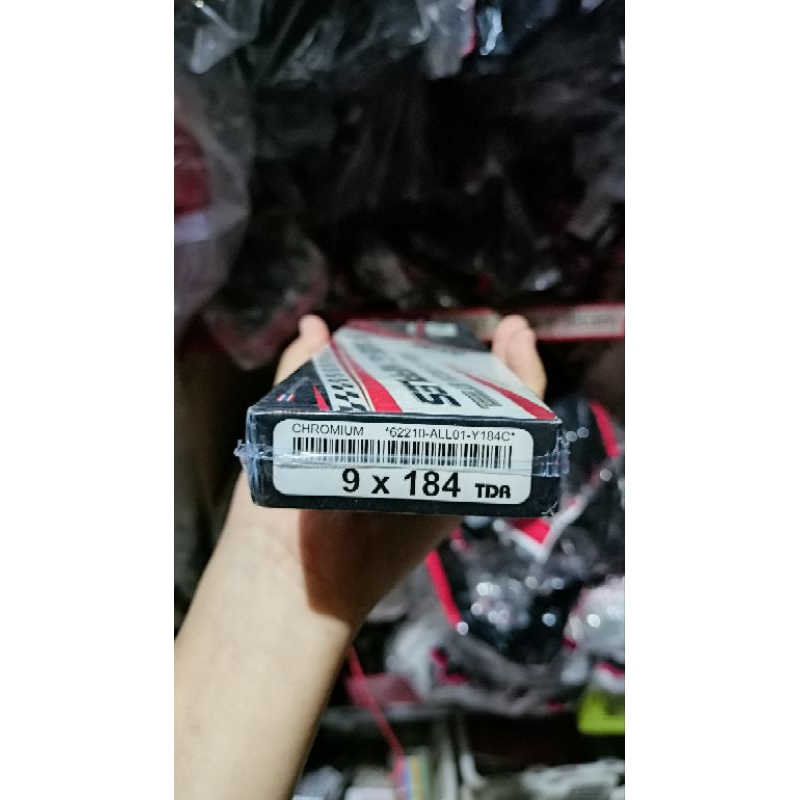 CHROMIUM *62210-ALL01-Y184C*
9 x 184 TDR